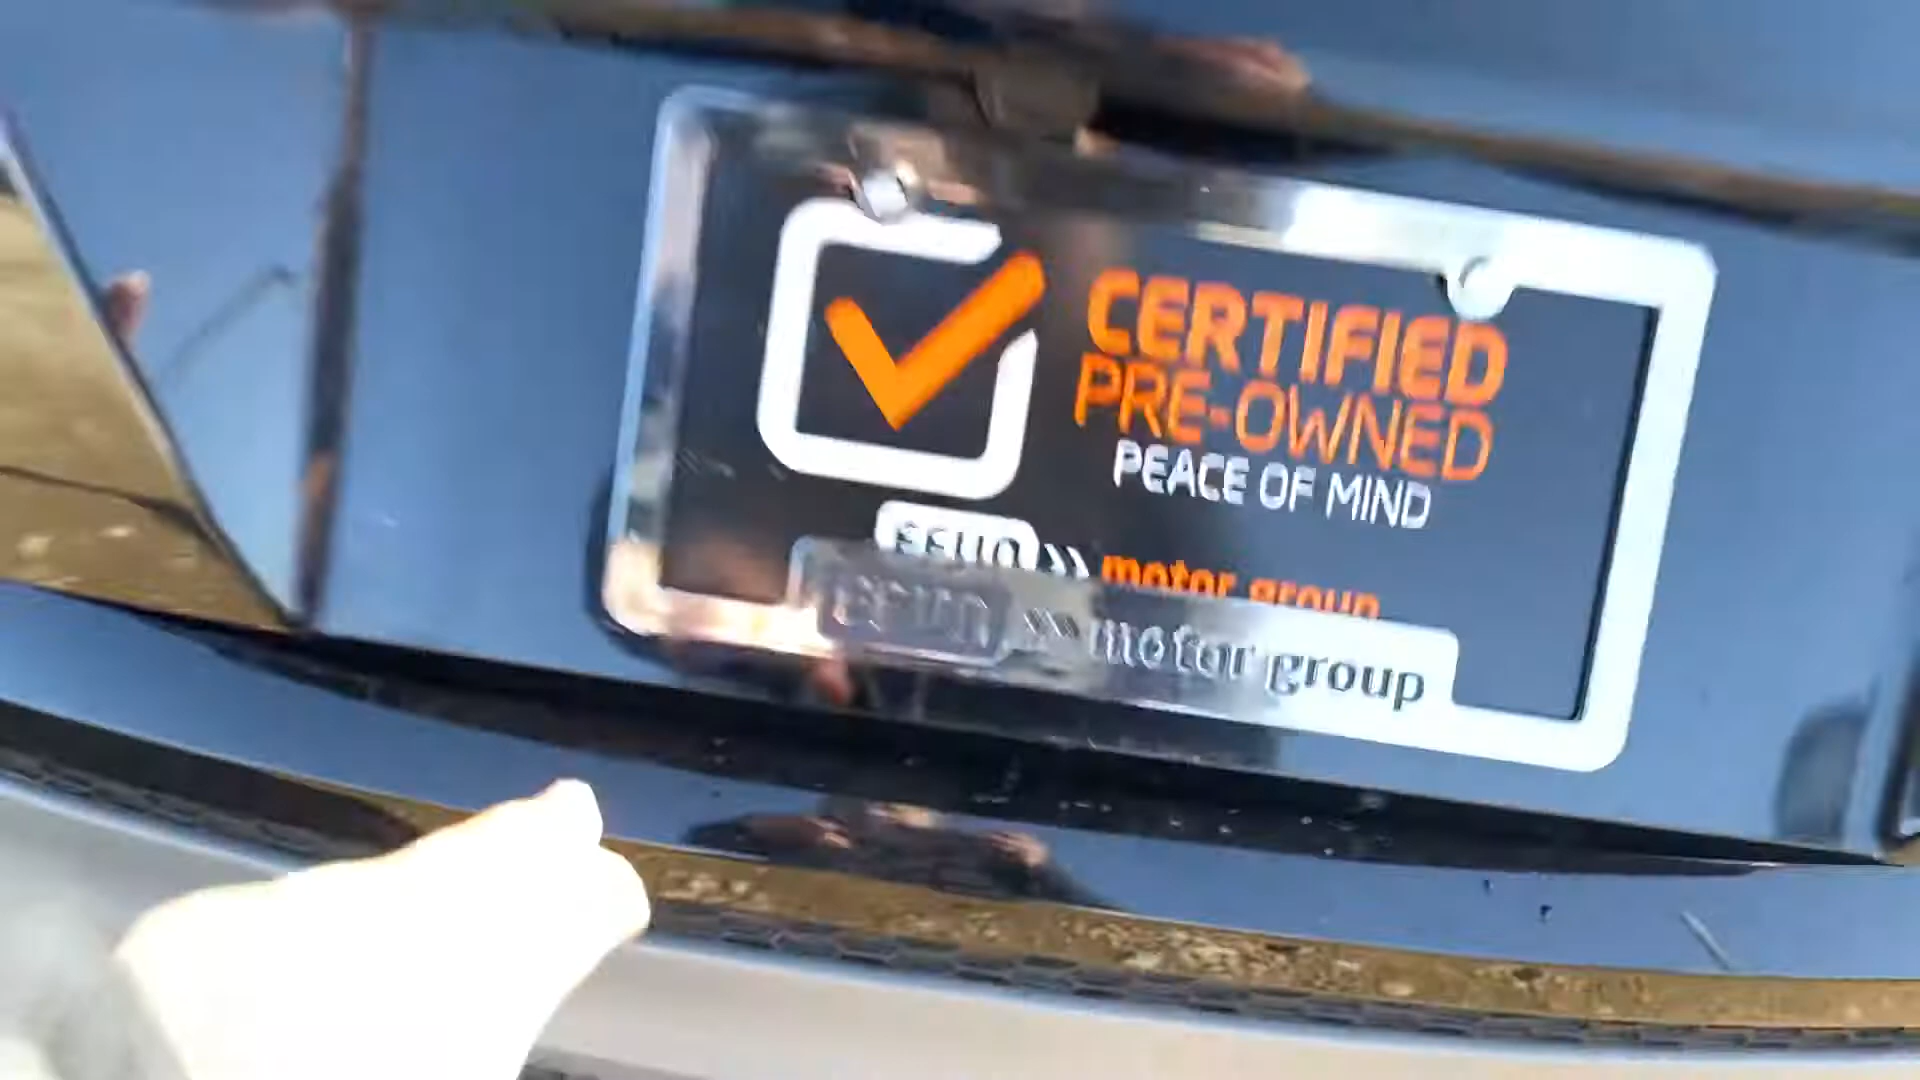 CERTIFIED
PRE-OWNED
PEACE OF MIND
motor group
motor group